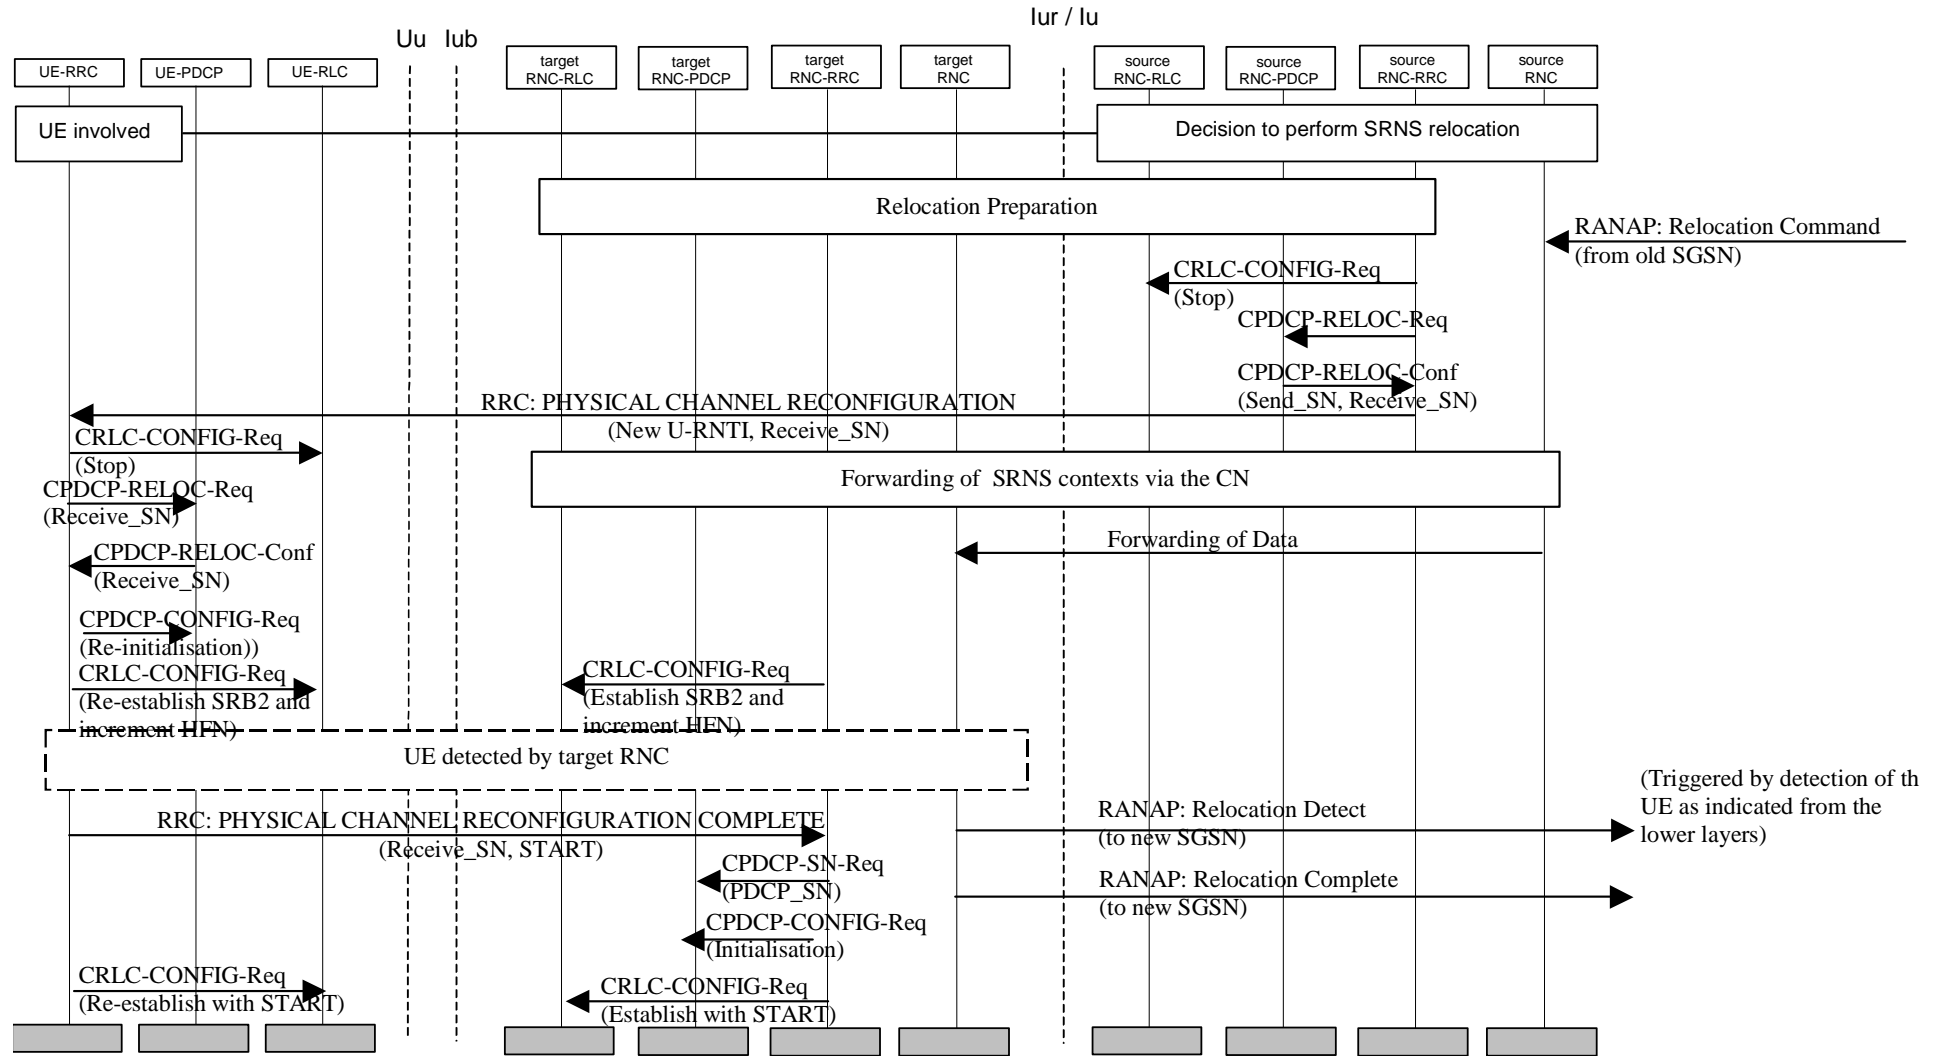 Iur / Iu
Uu Iub
UE-RRC
UE-PDCP
UE-RLC
target
RNC-RLC
target
RNC-PDCP
target
RNC-RRC
target
RNC
source
RNC-RLC
source
RNC-PDCP
source
RNC-RRC
source
RNC
UE involved
Decision to perform SRNS relocation
Relocation Preparation
RANAP: Relocation Command
(from old SGSN)
CRLC-CONFIG-Req
(Stop)
CPDCP-RELOC-Req
CPDCP-RELOC-Conf
(Send_SN, Receive_SN)
RRC: PHYSICAL CHANNEL RECONFIGURATION
(New U-RNTI, Receive_SN)
CRLC-CONFIG-Req
(Stop)
Forwarding of SRNS contexts via the CN
CPDCP-RELOC-Req
(Receive_SN)
Forwarding of Data
CPDCP-RELOC-Conf
(Receive_SN)
CPDCP-CONFIG-Req
(Re-initialisation))
CRLC-CONFIG-Req
(Re-establish SRB2 and
increment HFN)
CRLC-CONFIG-Req
(Establish SRB2 and
increment HFN)
UE detected by target RNC
(Triggered by detection of th
UE as indicated from the
lower layers)
RRC: PHYSICAL CHANNEL RECONFIGURATION COMPLETE
(Receive_SN, START)
RANAP: Relocation Detect
(to new SGSN)
CPDCP-SN-Req
(PDCP_SN)
RANAP: Relocation Complete
(to new SGSN)
CPDCP-CONFIG-Req
(Initialisation)
CRLC-CONFIG-Req
(Re-establish with START)
CRLC-CONFIG-Req
(Establish with START)